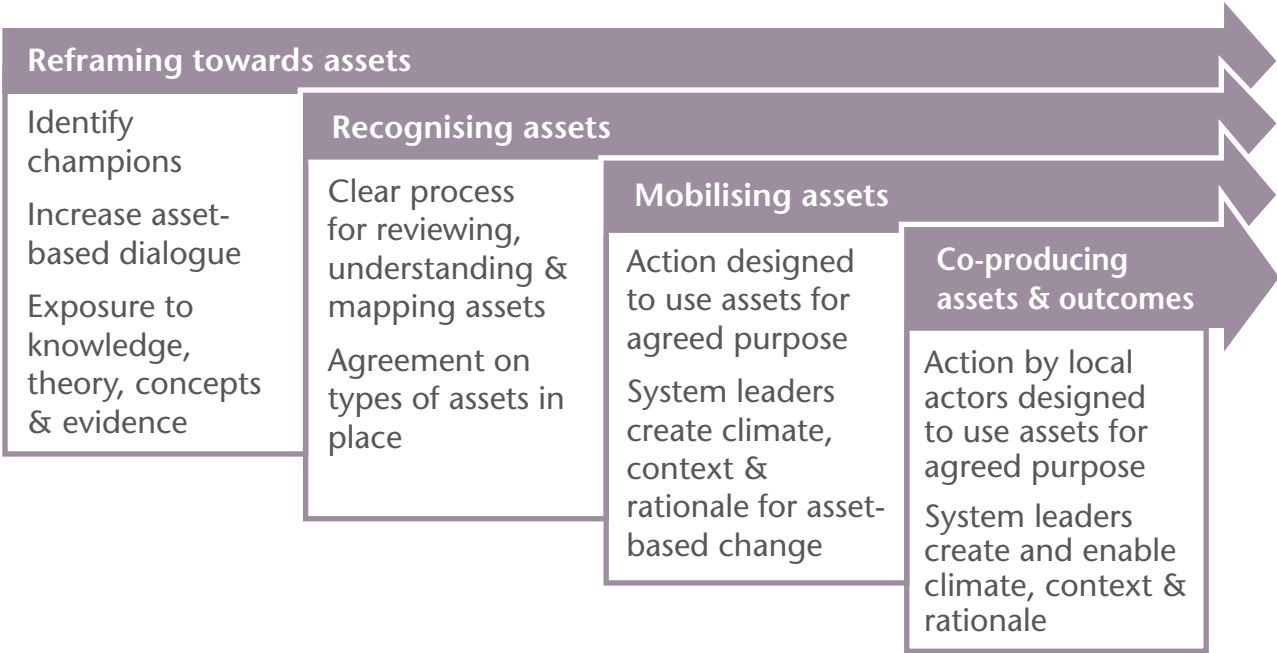 Reframing towards assets
Identify
champions
Increase asset-
based dialogue
Exposure to
knowledge,
theory, concepts
& evidence
Recognising assets
Clear process
for reviewing,
understanding &
mapping assets
Agreement on
types of assets in
place
Mobilising assets
Action designed
to use assets for
agreed purpose
System leaders
create climate,
context &
rationale for asset-
based change
Co-producing
assets & outcomes
Action by local
actors designed
to use assets for
agreed purpose
System leaders
create and enable
climate, context &
rationale